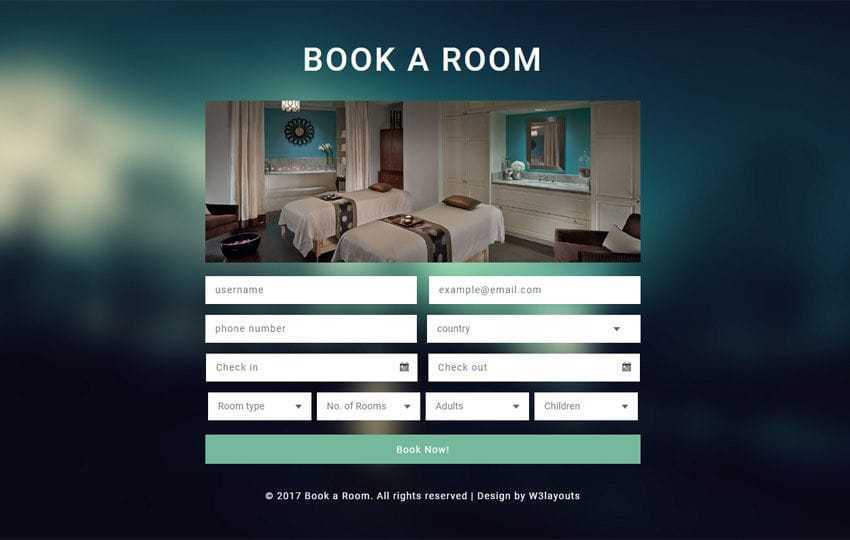 BOOK A ROOM
username
example@email.com
phone number
country
Check in
Check out
Room type
No. of Rooms
Adults
Children
Book Now!
© 2017 Book a Room. All rights reserved | Design by W3layouts